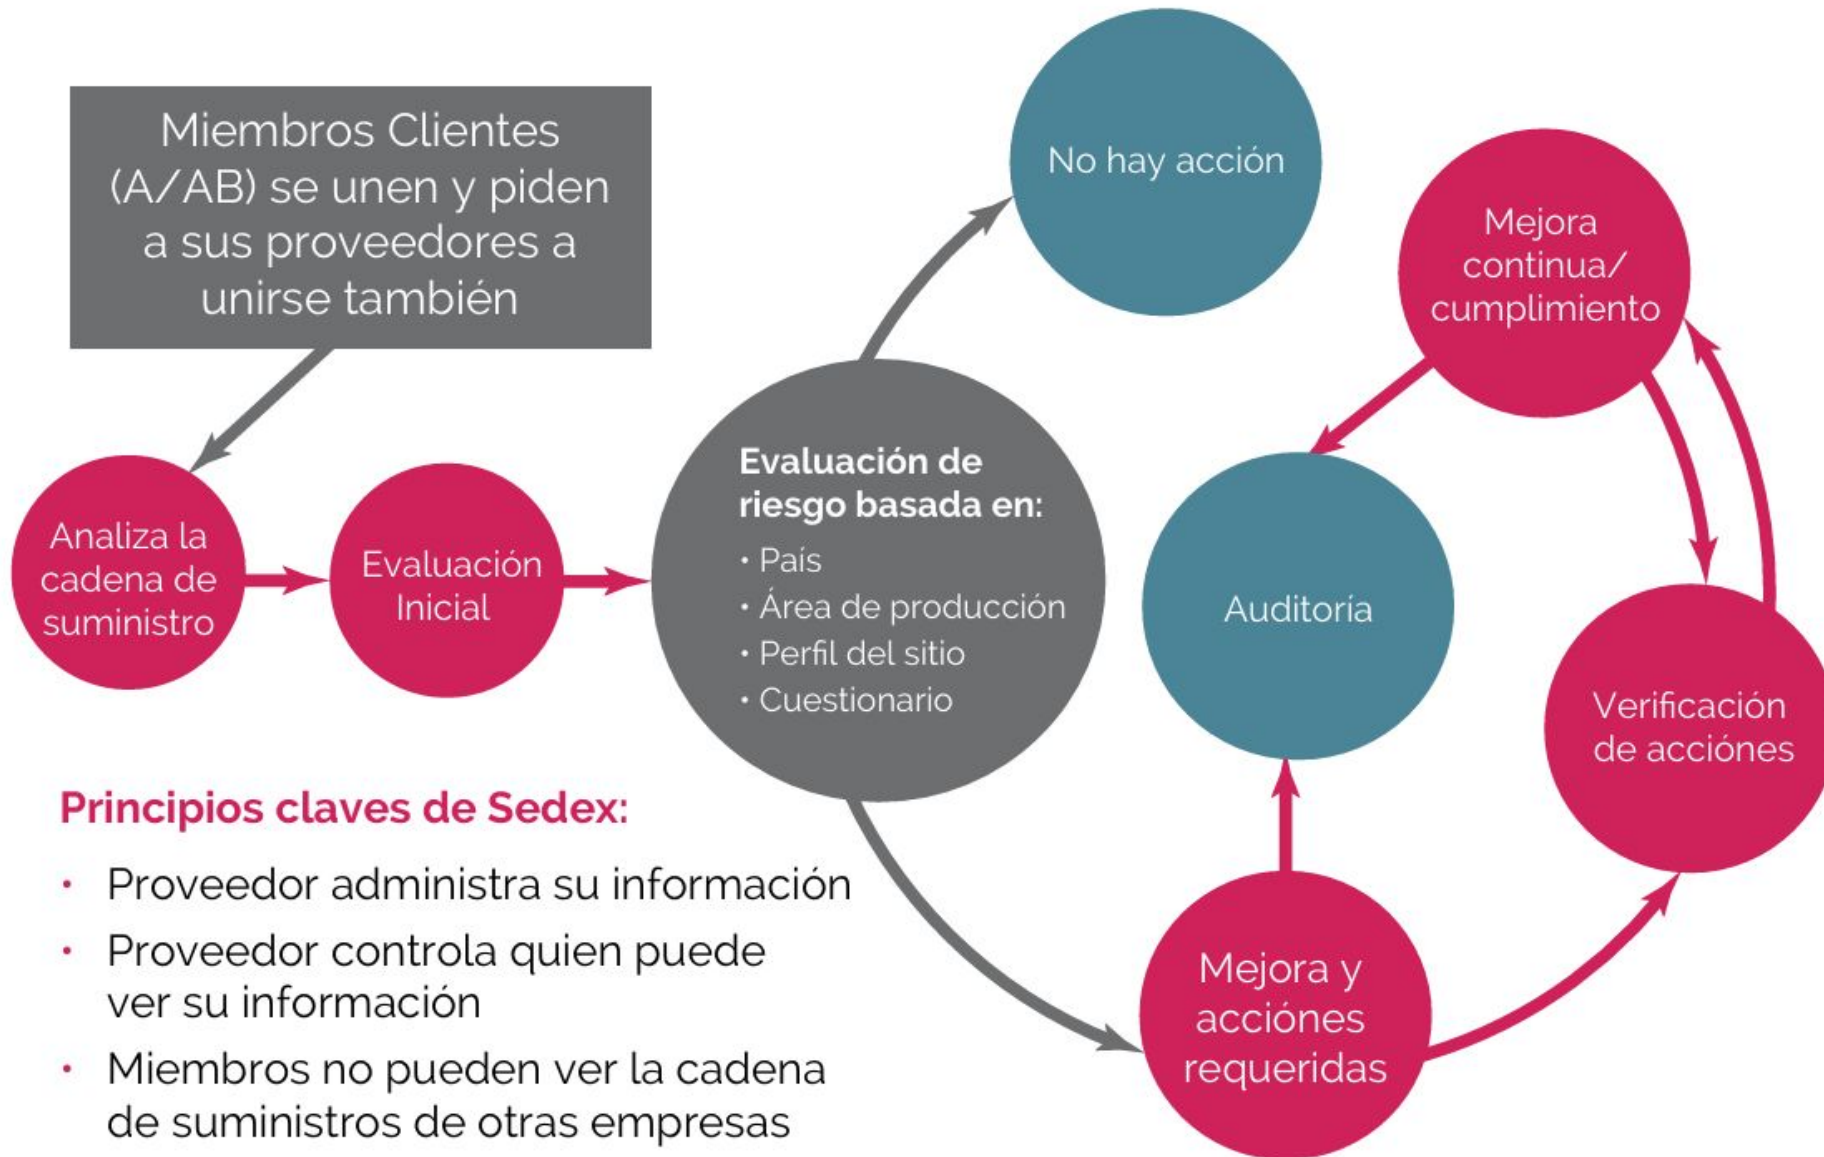 Miembros Clientes
(A/AB) se unen y piden
a sus proveedores a
unirse también
No hay acción
Mejora
continua/
cumplimiento
Analiza la
cadena de
suministro
Evaluación
Inicial
Evaluación de
riesgo basada en:
• País
• Área de producción
• Perfil del sitio
• Cuestionario
Auditoría
Verificación
de acciónes
Mejora y
acciónes
requeridas
Principios claves de Sedex:
• Proveedor administra su información
• Proveedor controla quien puede
ver su información
• Miembros no pueden ver la cadena
de suministros de otras empresas